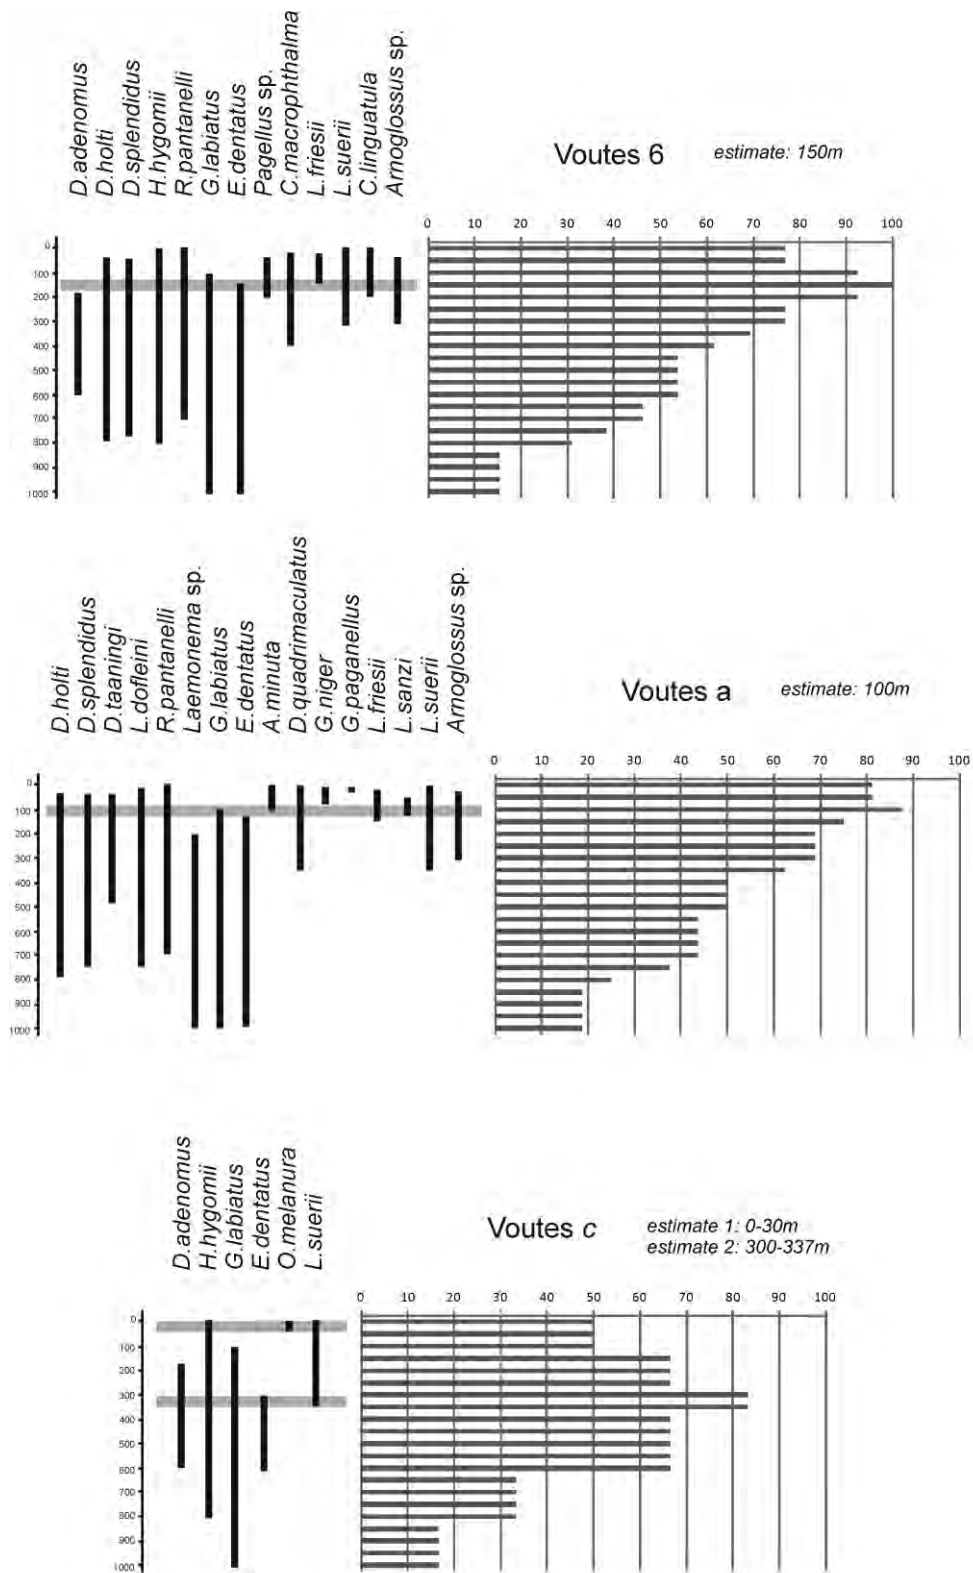 D.adenomus
D.holti
D.splendidus
H.hygomii
R.pantanelli
G.labiatus
E.dentatus
Pagellus sp.
C.macrophthalma
L.friesii
L.suerii
C.linguatula
Arnoglossus sp.
Voutes 6
estimate: 150m
0 10 20 30 40 50 60 70 80 90 100
0
100
200
300
400
500
600
700
800
900
1000
D.holti
D.splendidus
D.taaningi
L.dofleini
R.pantanelli
Laemonema sp.
G.labiatus
E.dentatus
A.minuta
D.quadrimaculatus
G.niger
G.paganellus
L.friesii
L.sanzi
L.suerii
Arnoglossus sp.
Voutes a
estimate: 100m
0 10 20 30 40 50 60 70 80 90 100
0
100
200
300
400
500
600
700
800
900
1000
D.adenomus
H.hygomii
G.labiatus
E.dentatus
O.melanura
L.suerii
Voutes c
estimate 1: 0-30m
estimate 2: 300-337m
0 10 20 30 40 50 60 70 80 90 100
0
100
200
300
400
500
600
700
800
900
1000